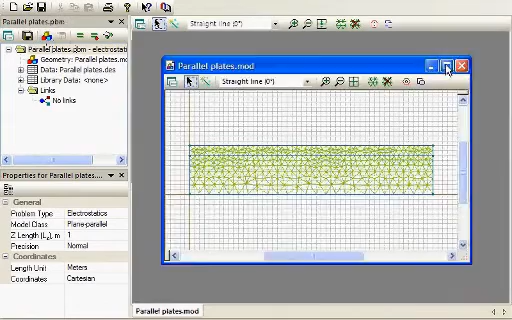 Parallel plates.pbm
Straight line (0°)
Parallel plates.pbm - electrostatics
Geometry: Parallel plates.mo
Data: Parallel plates.des
Library Data: <none>
Links
No links
Parallel plates.mod
Straight line (0°)
Properties for Parallel plates....
General
Problem Type Electrostatics
Model Class Plane-parallel
Z Length (Lz), m 1
Precision Normal
Coordinates
Length Unit Meters
Coordinates Cartesian
Parallel plates.mod